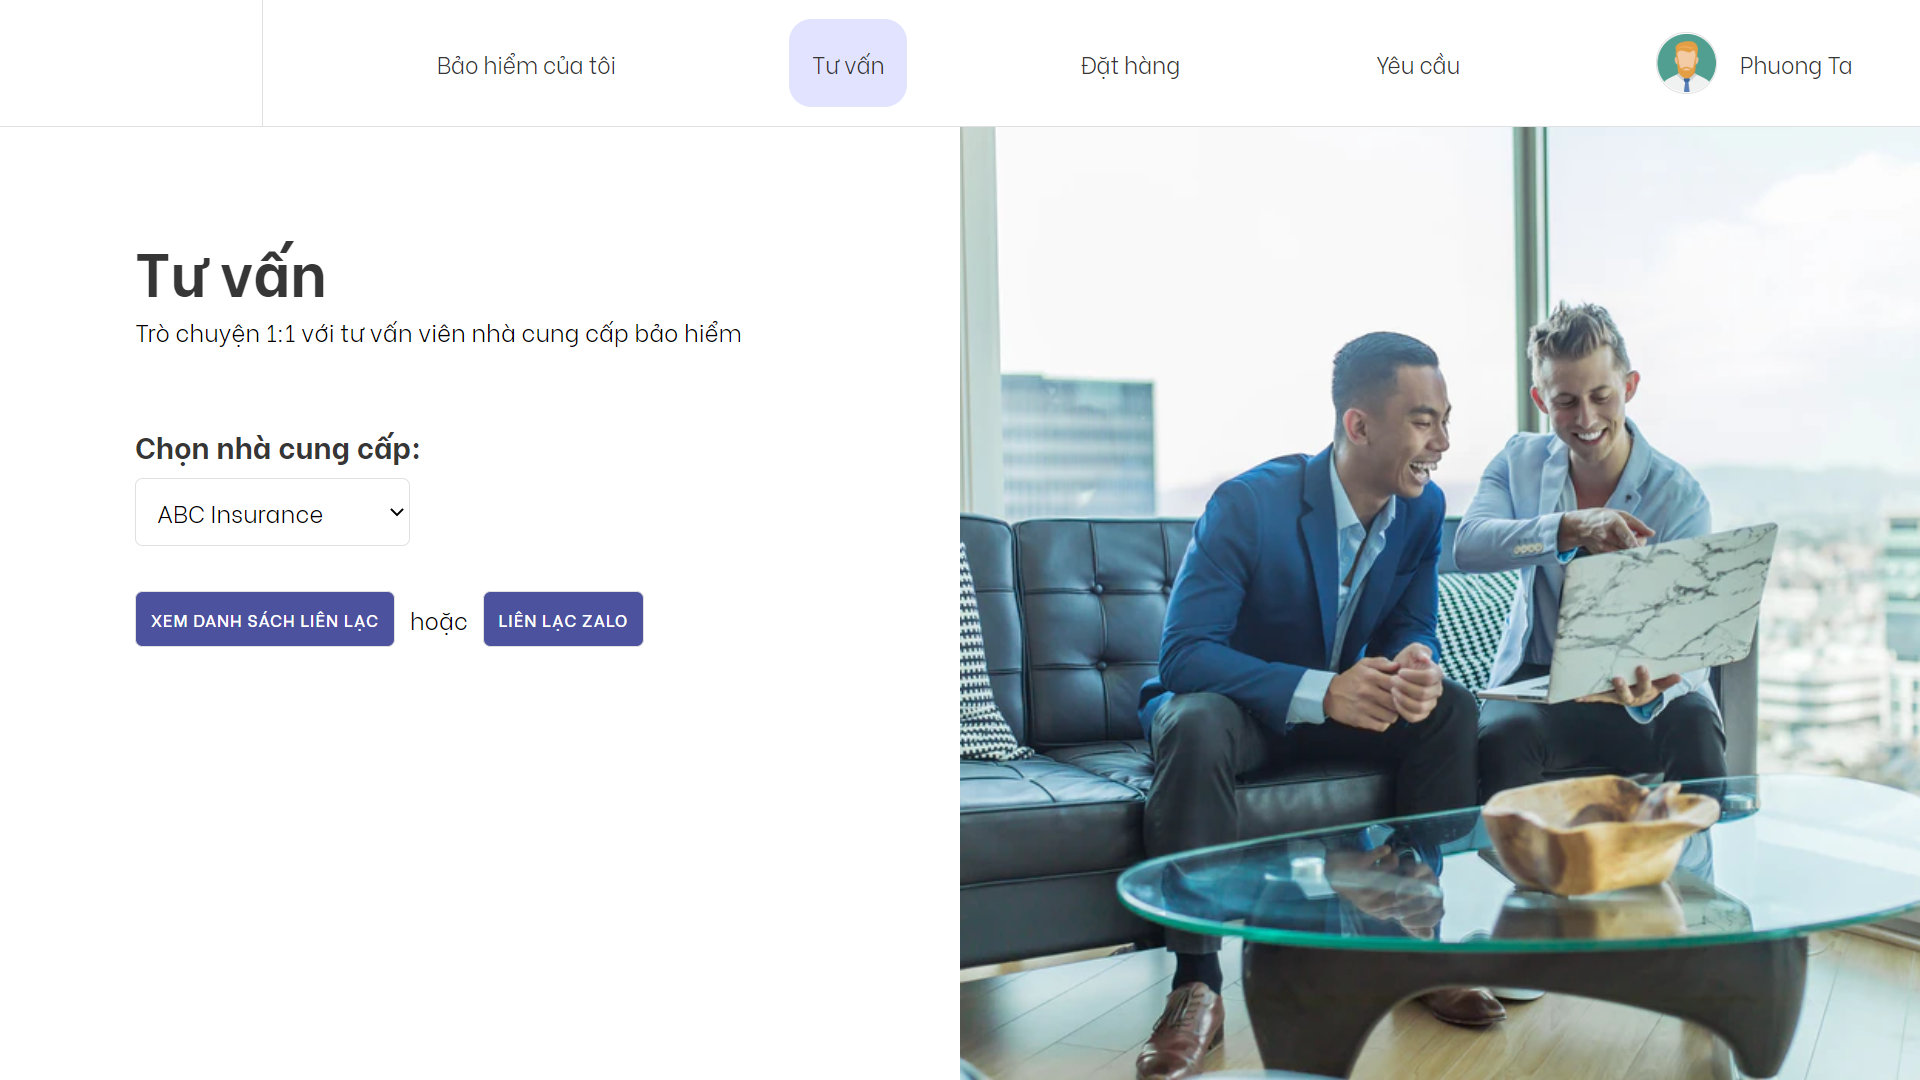 Bảo hiểm của tôi
Tư vấn
Đặt hàng
Yêu cầu
Phuong Ta
Tư vấn
Trò chuyện 1:1 với tư vấn viên nhà cung cấp bảo hiểm
Chọn nhà cung cấp:
ABC Insurance
XEM DANH SÁCH LIÊN LẠC hoặc LIÊN LẠC ZALO